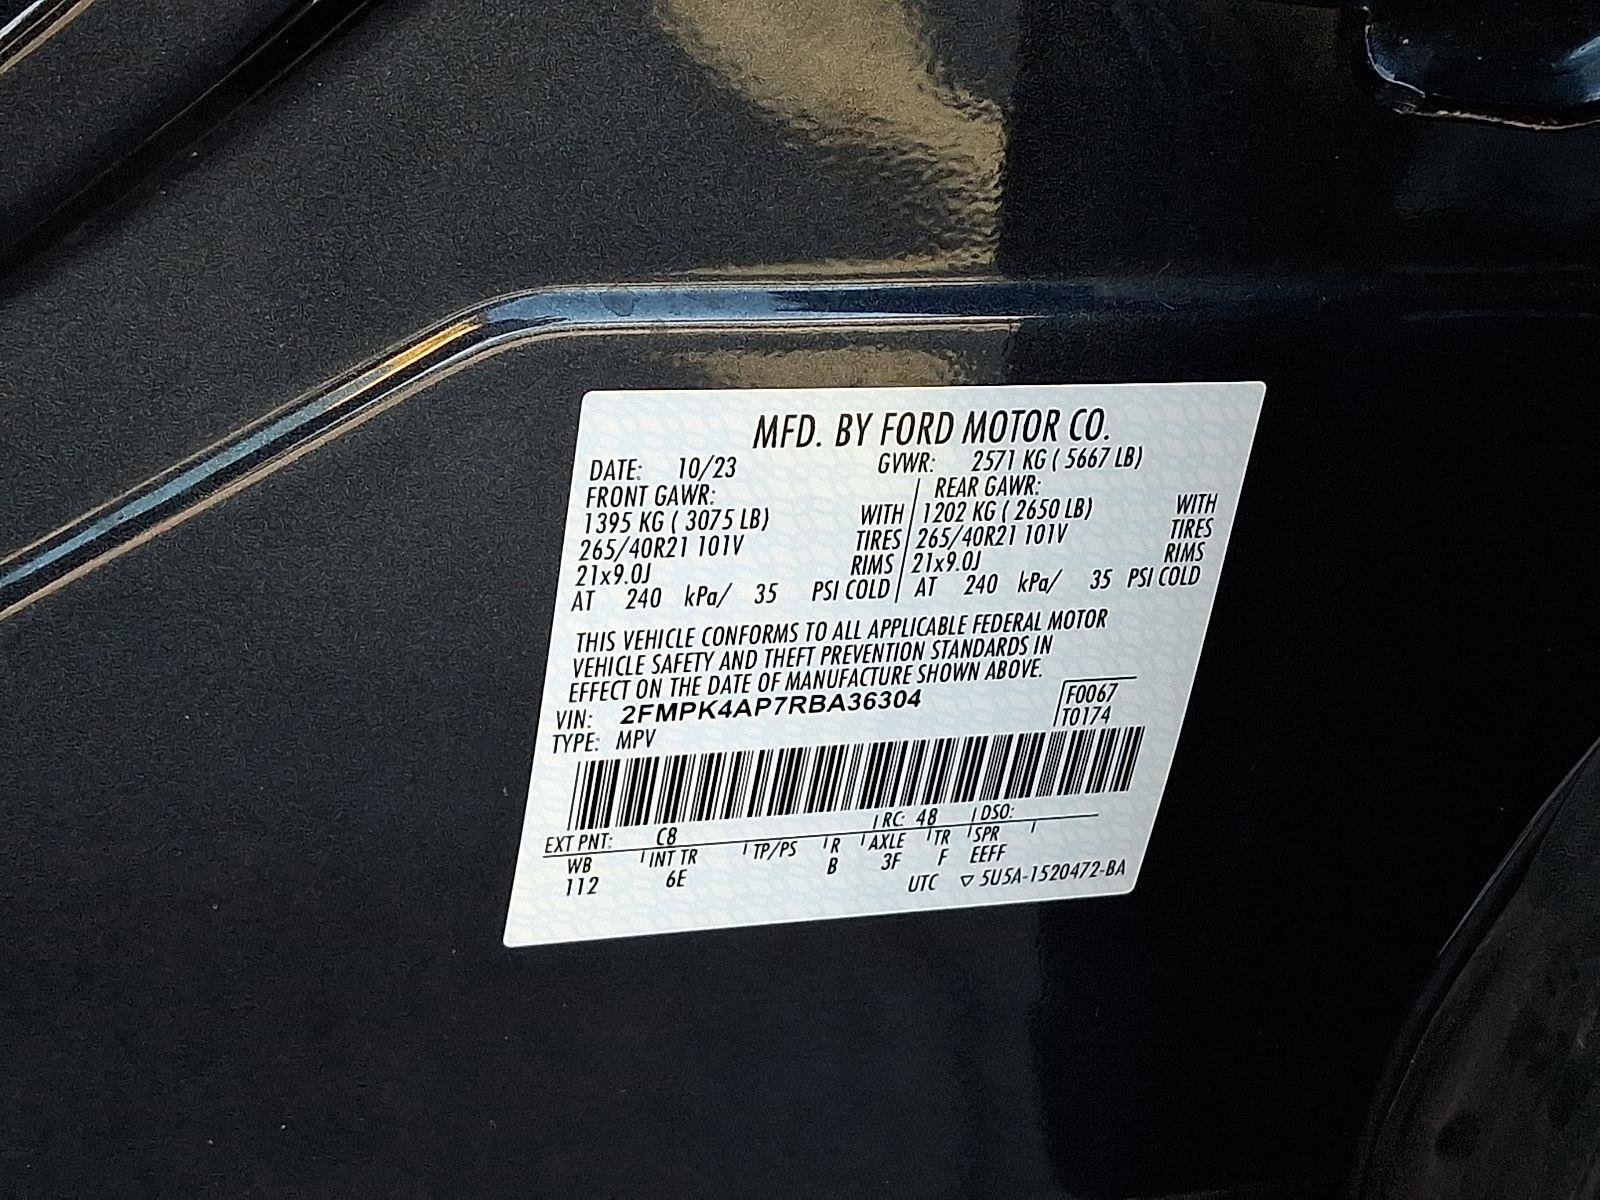 MFD. BY FORD MOTOR CO.
DATE: 10/23 GVWR: 2571 KG ( 5667 LB)
FRONT GAWR: REAR GAWR:
1395 KG ( 3075 LB) WITH 1202 KG ( 2650 LB) WITH
265/40R21 101V TIRES 265/40R21 101V TIRES
21x9.0J RIMS 21x9.0J RIMS
AT 240 kPa/ 35 PSI COLD AT 240 kPa/ 35 PSI COLD
THIS VEHICLE CONFORMS TO ALL APPLICABLE FEDERAL MOTOR
VEHICLE SAFETY AND THEFT PREVENTION STANDARDS IN
EFFECT ON THE DATE OF MANUFACTURE SHOWN ABOVE.
VIN: 2FMPK4AP7RBA36304 F0067
TYPE: MPV T0174
EXT PNT: C8 RC: 48 DSO:
WB INT TR TP/PS R AXLE TR SPR
112 6E B 3F F EEFF
UTC ▽ 5U5A-1520472-BA